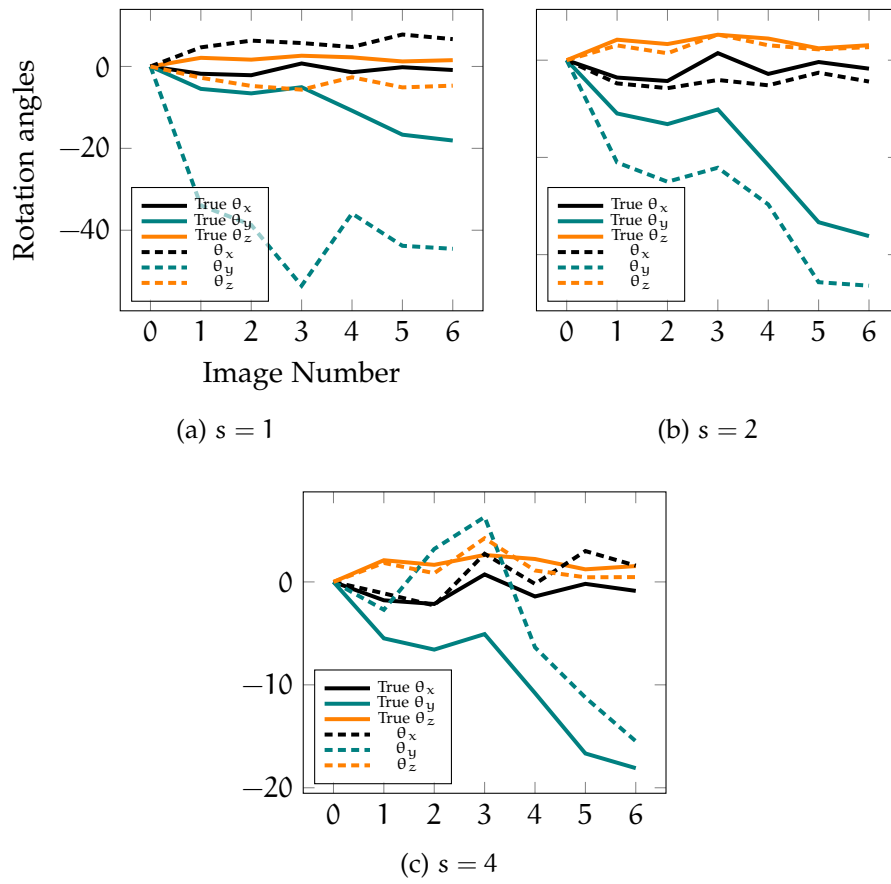 0
−20
−40
Rotation angles
True θx
True θy
True θz
θx
θy
θz
0 1 2 3 4 5 6
Image Number
(a) s = 1
True θx
True θy
True θz
θx
θy
θz
0 1 2 3 4 5 6
(b) s = 2
0
−10
−20
True θx
True θy
True θz
θx
θy
θz
0 1 2 3 4 5 6
(c) s = 4